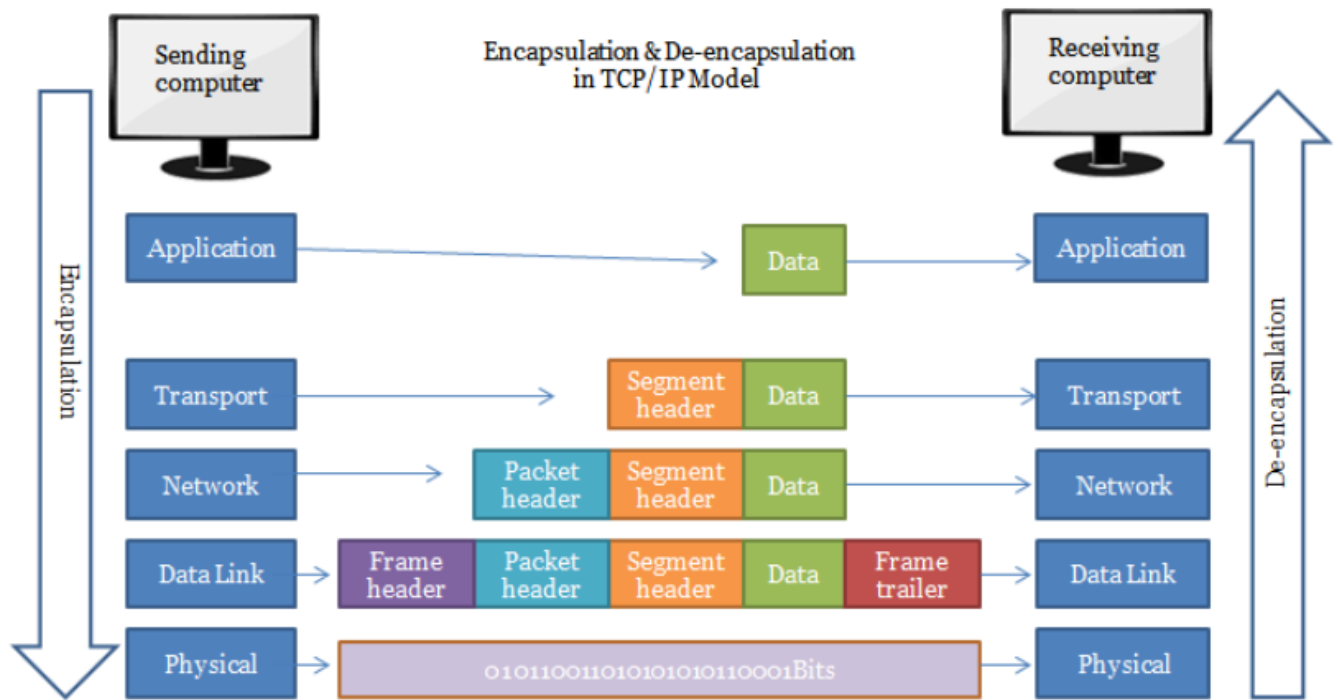 Sending
computer
Encapsulation & De-encapsulation
in TCP/IP Model
Receiving
computer
Encapsulation
De-encapsulation
Application
Data
Application
Transport
Segment
header
Data
Transport
Network
Packet
header
Segment
header
Data
Network
Data Link
Frame
header
Packet
header
Segment
header
Data
Frame
trailer
Data Link
Physical
0101100110101010110001Bits
Physical